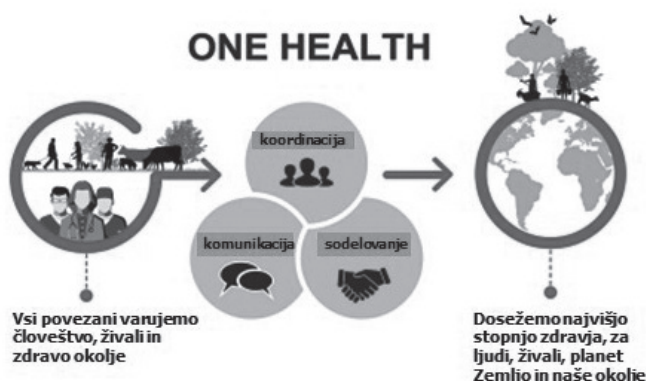 ONE HEALTH
koordinacija
komunikacija
sodelovanje
Vsi povezani varujemo
človeštvo, živali in
zdravo okolje
Dosežemo najvišjo
stopnjo zdravja, za
ljudi, živali, planet
Zemljo in naše okolje